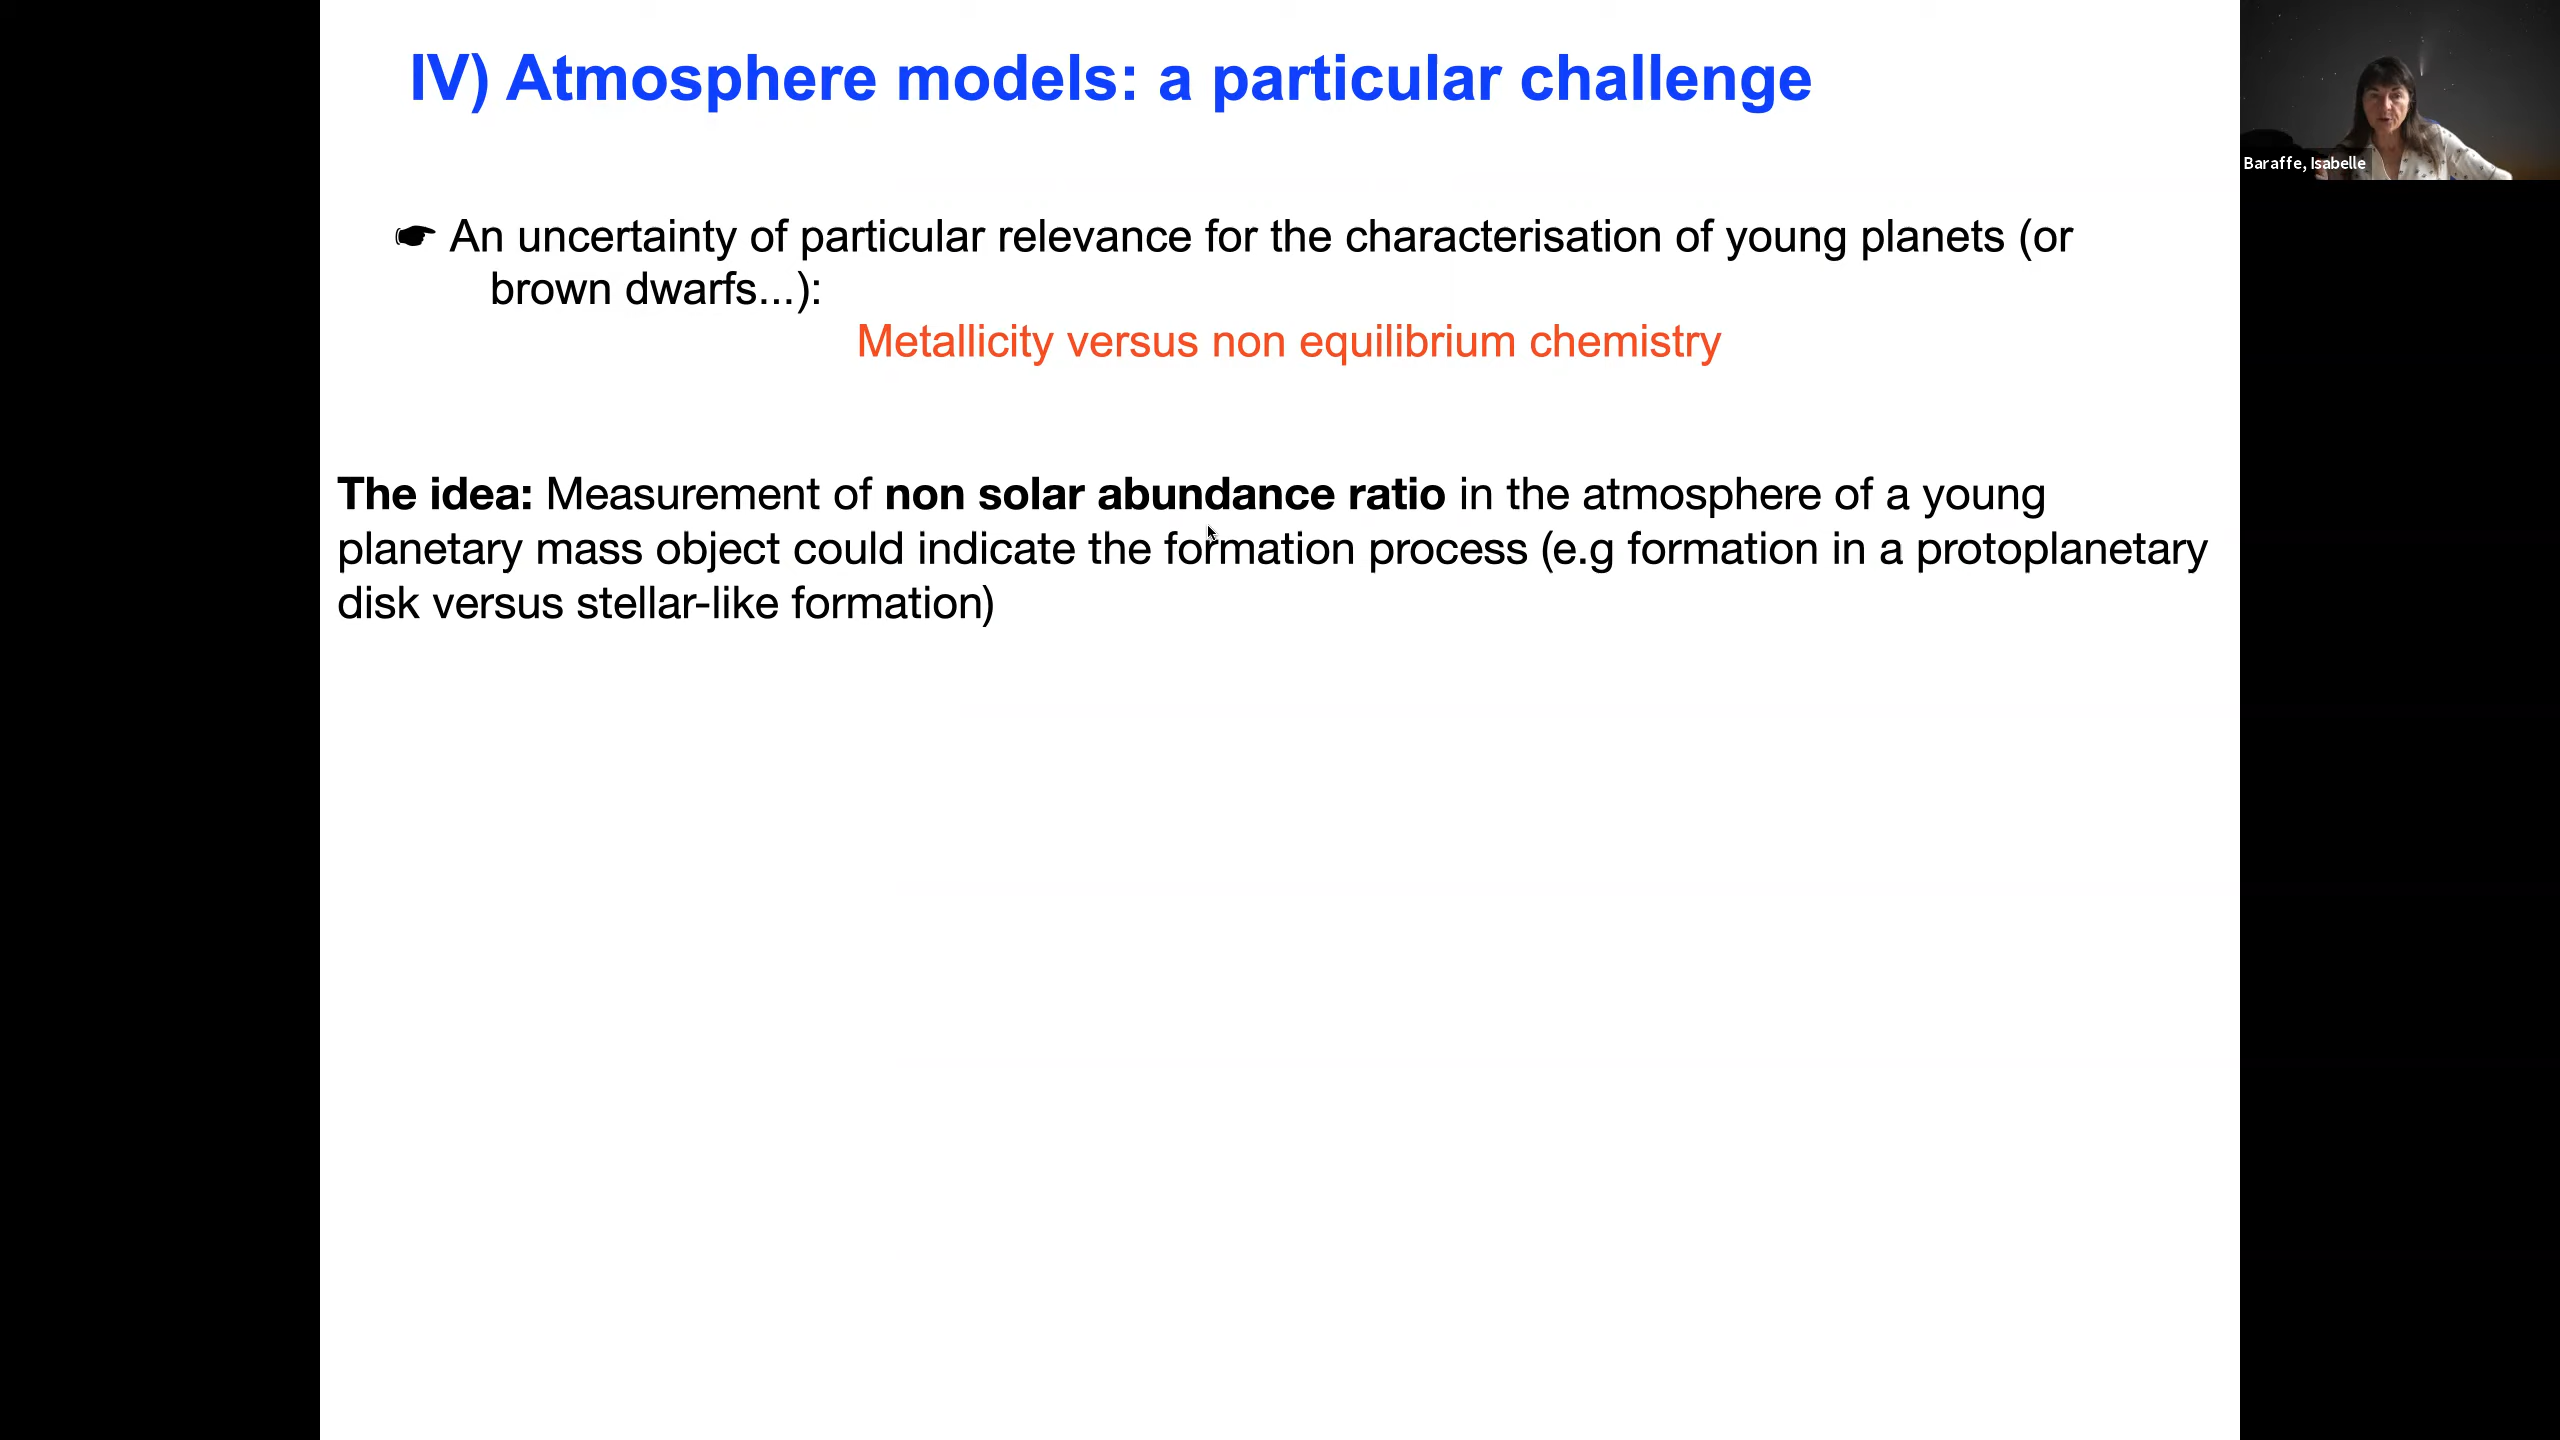 IV) Atmosphere models: a particular challenge
☛ An uncertainty of particular relevance for the characterisation of young planets (or
brown dwarfs...):
Metallicity versus non equilibrium chemistry
The idea: Measurement of non solar abundance ratio in the atmosphere of a young
planetary mass object could indicate the formation process (e.g formation in a protoplanetary
disk versus stellar-like formation)
Baraffe, Isabelle